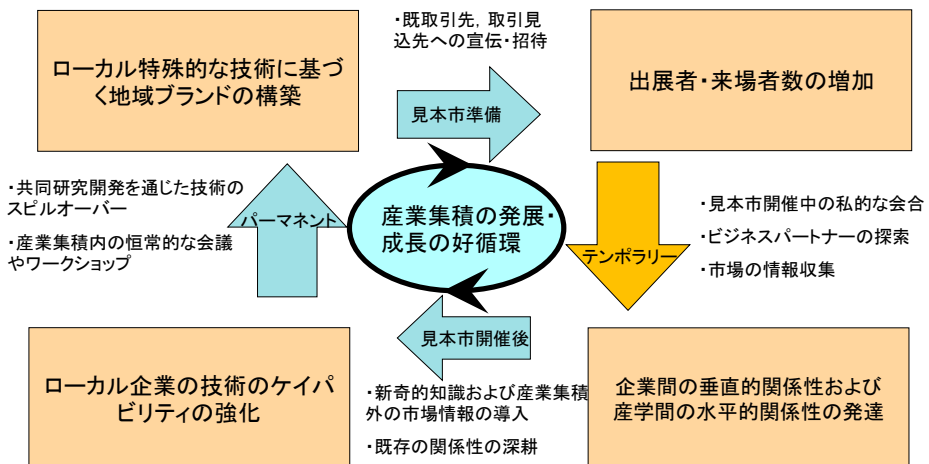 ローカル特殊的な技術に基づ
く地域ブランドの構築
・既取引先，取引見
込先への宣伝・招待
見本市準備
出展者・来場者数の増加
・共同研究開発を通じた技術の
スピルオーバー
・産業集積内の恒常的な会議
やワークショップ
パーマネント
産業集積の発展・
成長の好循環
テンポラリー
・見本市開催中の私的な会合
・ビジネスパートナーの探索
・市場の情報収集
見本市開催後
ローカル企業の技術のケイパ
ビリティの強化
・新奇的知識および産業集積
外の市場情報の導入
・既存の関係性の深耕
企業間の垂直的関係性および
産学間の水平的関係性の発達